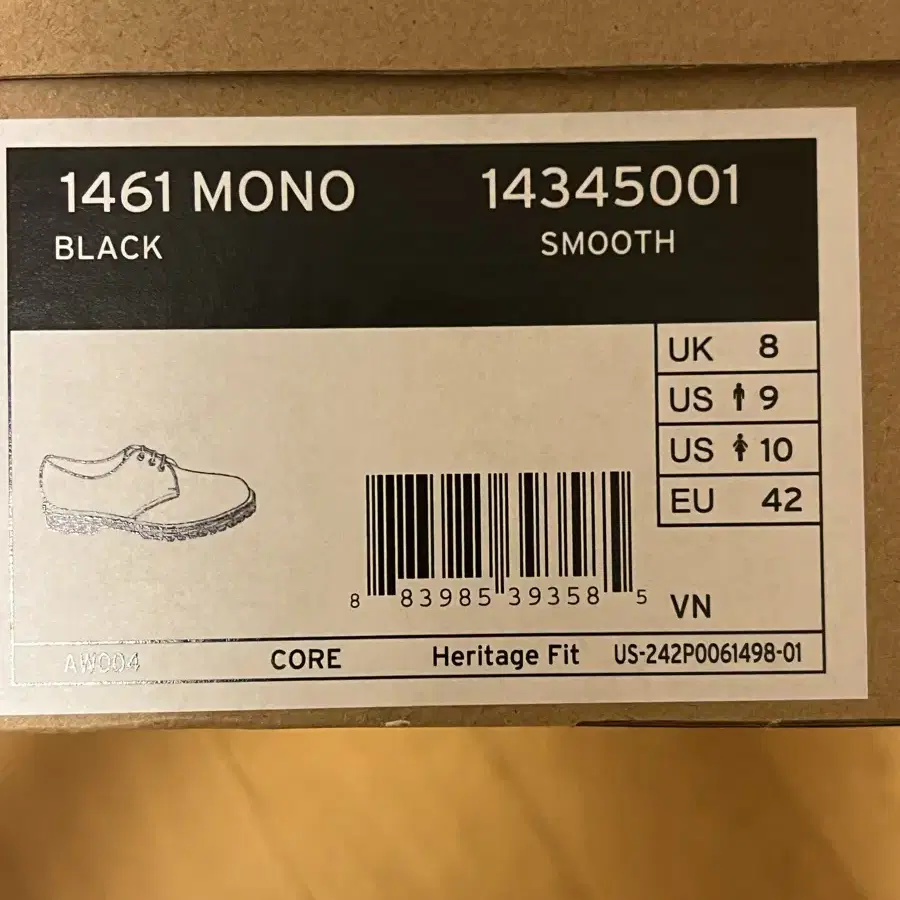 1461 MONO 14345001
BLACK SMOOTH
UK 8
US 9
US 10
EU 42
8 83985 39358 5
VN
AW004 CORE Heritage Fit US-242P0061498-01